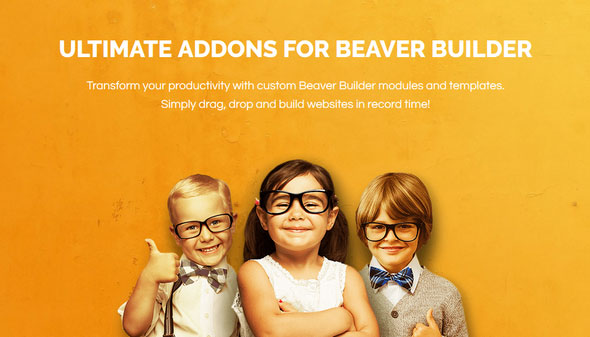 ULTIMATE ADDONS FOR BEAVER BUILDER
Transform your productivity with custom Beaver Builder modules and templates.
Simply drag, drop and build websites in record time!